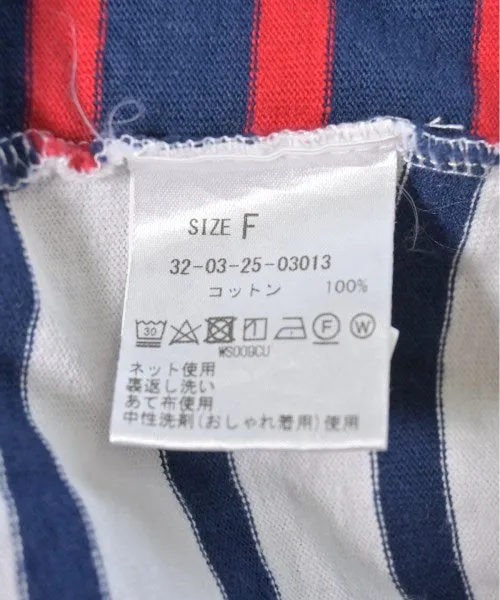 SIZE F
32-03-25-03013
コットン 100%
30 F W
WS009CU
ネット使用
裏返し洗い
あて布使用
中性洗剤(おしゃれ着用)使用